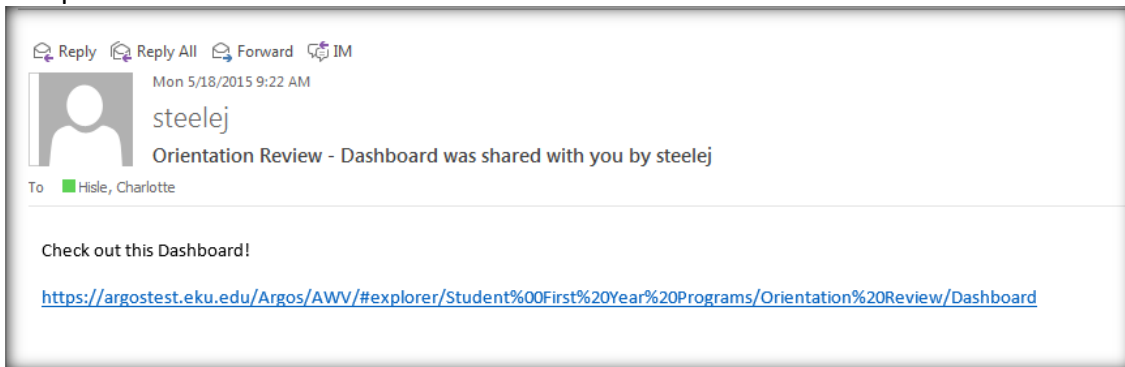 Reply Reply All Forward IM
Mon 5/18/2015 9:22 AM
steelej
Orientation Review - Dashboard was shared with you by steelej
To Hisle, Charlotte
Check out this Dashboard!
https://argostest.eku.edu/Argos/AWV/#explorer/Student%00First%20Year%20Programs/Orientation%20Review/Dashboard